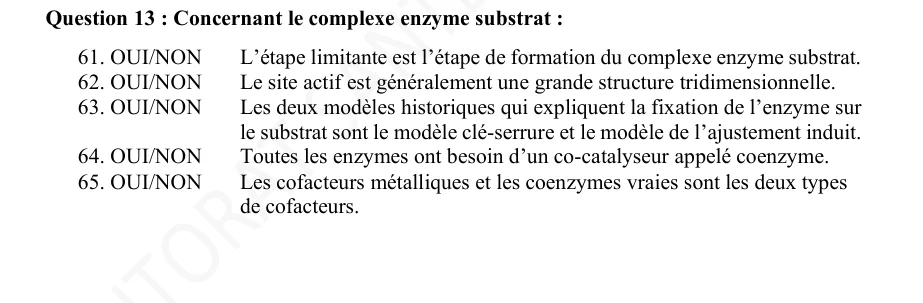 Question 13 : Concernant le complexe enzyme substrat :
61. OUI/NON L’étape limitante est l’étape de formation du complexe enzyme substrat.
62. OUI/NON Le site actif est généralement une grande structure tridimensionnelle.
63. OUI/NON Les deux modèles historiques qui expliquent la fixation de l’enzyme sur
le substrat sont le modèle clé-serrure et le modèle de l’ajustement induit.
64. OUI/NON Toutes les enzymes ont besoin d’un co-catalyseur appelé coenzyme.
65. OUI/NON Les cofacteurs métalliques et les coenzymes vraies sont les deux types
de cofacteurs.